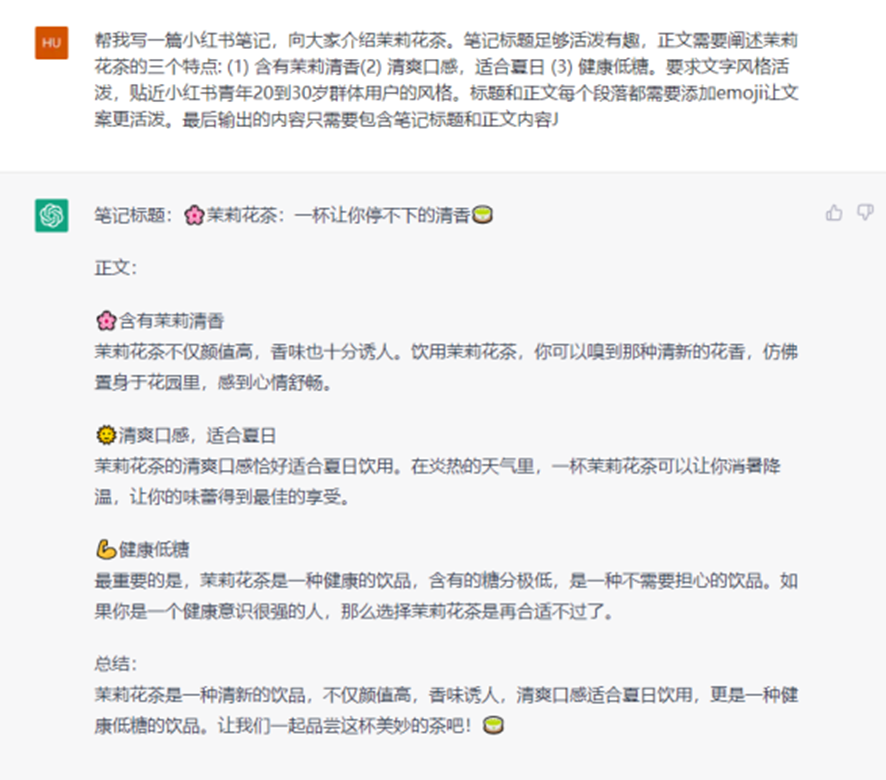 HU
帮我写一篇小红书笔记，向大家介绍茉莉花茶。笔记标题足够活泼有趣，正文需要阐述茉莉
花茶的三个特点: (1) 含有茉莉清香(2) 清爽口感，适合夏日 (3) 健康低糖。要求文字风格活
泼，贴近小红书青年20到30岁群体用户的风格。标题和正文每个段落都需要添加emoji让文
案更活泼。最后输出的内容只需要包含笔记标题和正文内容J
笔记标题：🌸茉莉花茶：一杯让你停不下的清香🍵
正文：
🌸含有茉莉清香
茉莉花茶不仅颜值高，香味也十分诱人。饮用茉莉花茶，你可以嗅到那种清新的花香，仿佛
置身于花园里，感到心情舒畅。
🌞清爽口感，适合夏日
茉莉花茶的清爽口感恰好适合夏日饮用。在炎热的天气里，一杯茉莉花茶可以让你消暑降
温，让你的味蕾得到最佳的享受。
💪健康低糖
最重要的是，茉莉花茶是一种健康的饮品，含有的糖分极低，是一种不需要担心的饮品。如
果你是一个健康意识很强的人，那么选择茉莉花茶是再合适不过了。
总结：
茉莉花茶是一种清新的饮品，不仅颜值高，香味诱人，清爽口感适合夏日饮用，更是一种健
康低糖的饮品。让我们一起品尝这杯美妙的茶吧！🍵